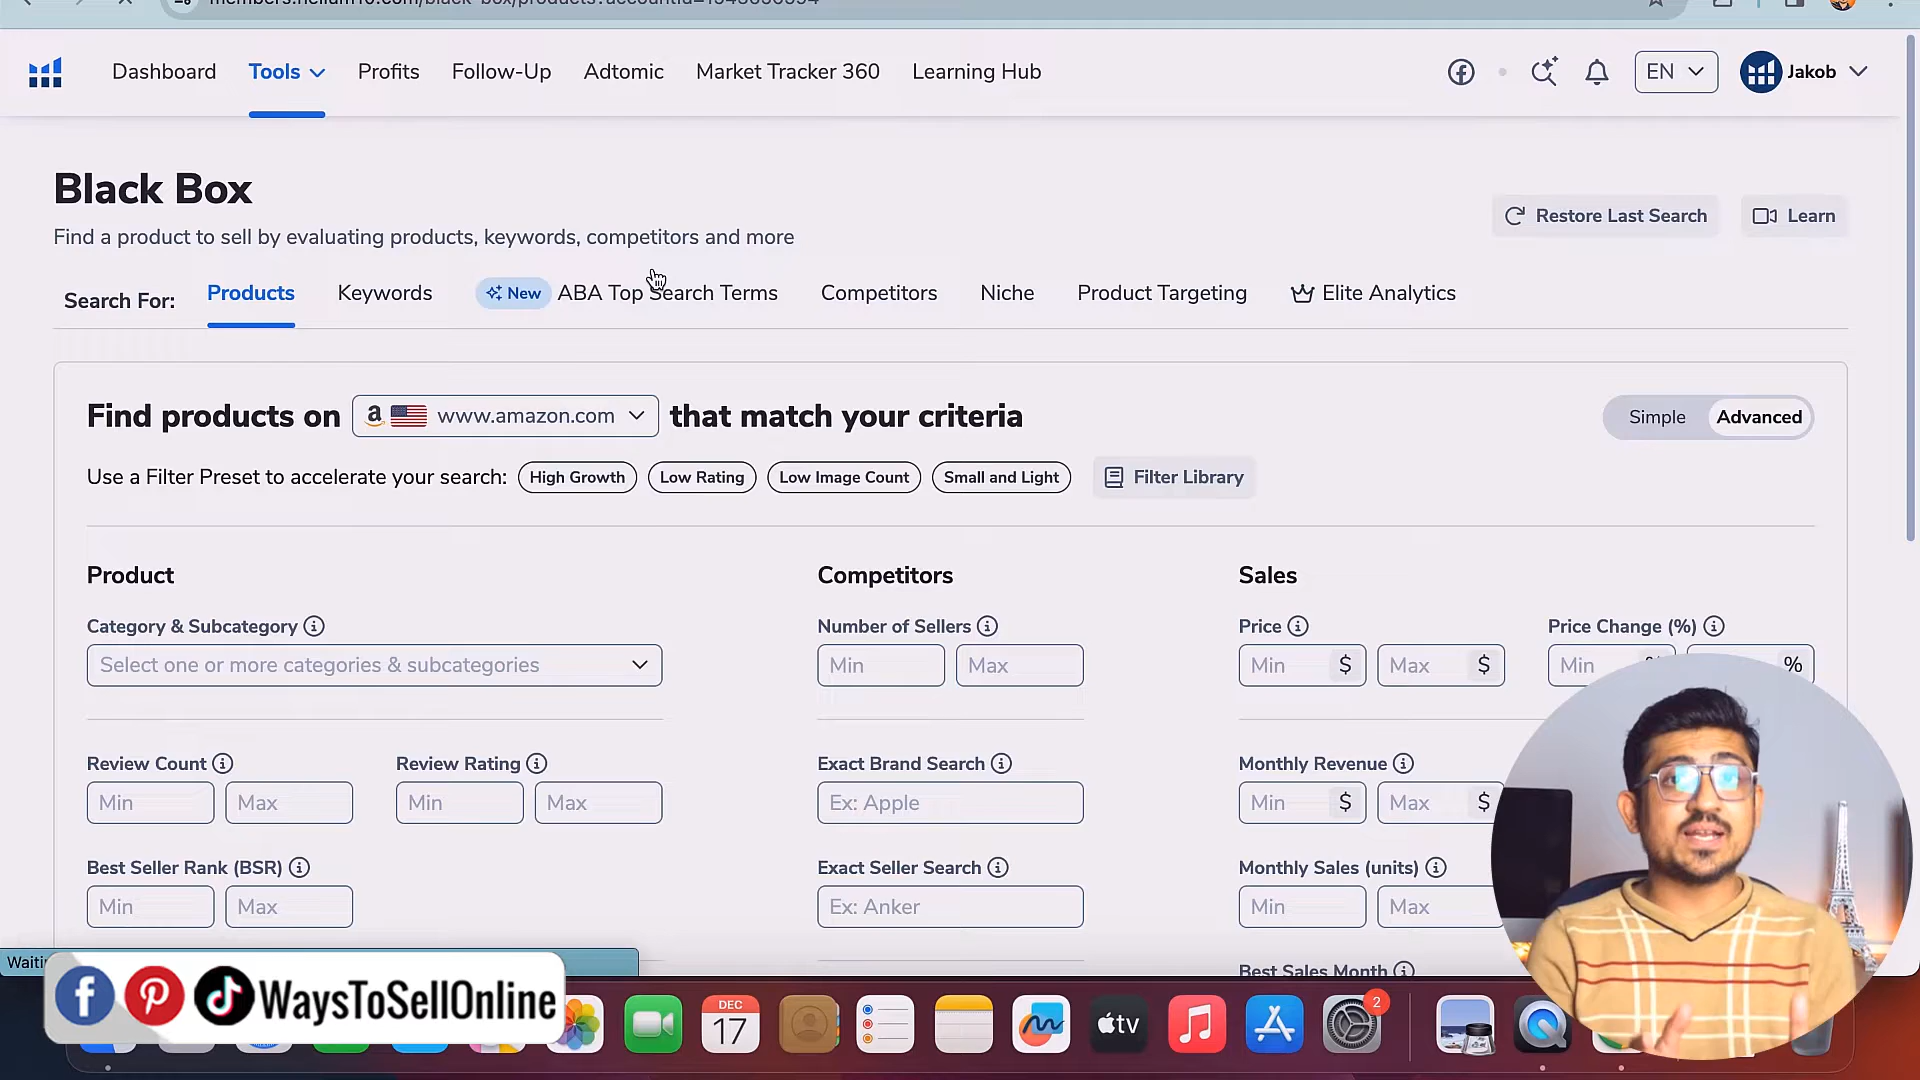 Dashboard Tools Profits Follow-Up Adtomic Market Tracker 360 Learning Hub EN Jakob
Black Box
Find a product to sell by evaluating products, keywords, competitors and more
Restore Last Search Learn
Search For: Products Keywords New ABA Top Search Terms Competitors Niche Product Targeting Elite Analytics
Find products on a www.amazon.com that match your criteria
Simple Advanced
Use a Filter Preset to accelerate your search: High Growth Low Rating Low Image Count Small and Light Filter Library
Product Competitors Sales
Category & Subcategory Number of Sellers Price Price Change (%)
Select one or more categories & subcategories Min Max Min $ Max $ Min %
Review Count Review Rating Exact Brand Search Monthly Revenue
Min Max Min Max Ex: Apple Min $ Max $
Best Seller Rank (BSR) Exact Seller Search Monthly Sales (units)
Min Max Ex: Anker Min Max
Best Sales Month
WaysToSellOnline
DEC
17
tv
2